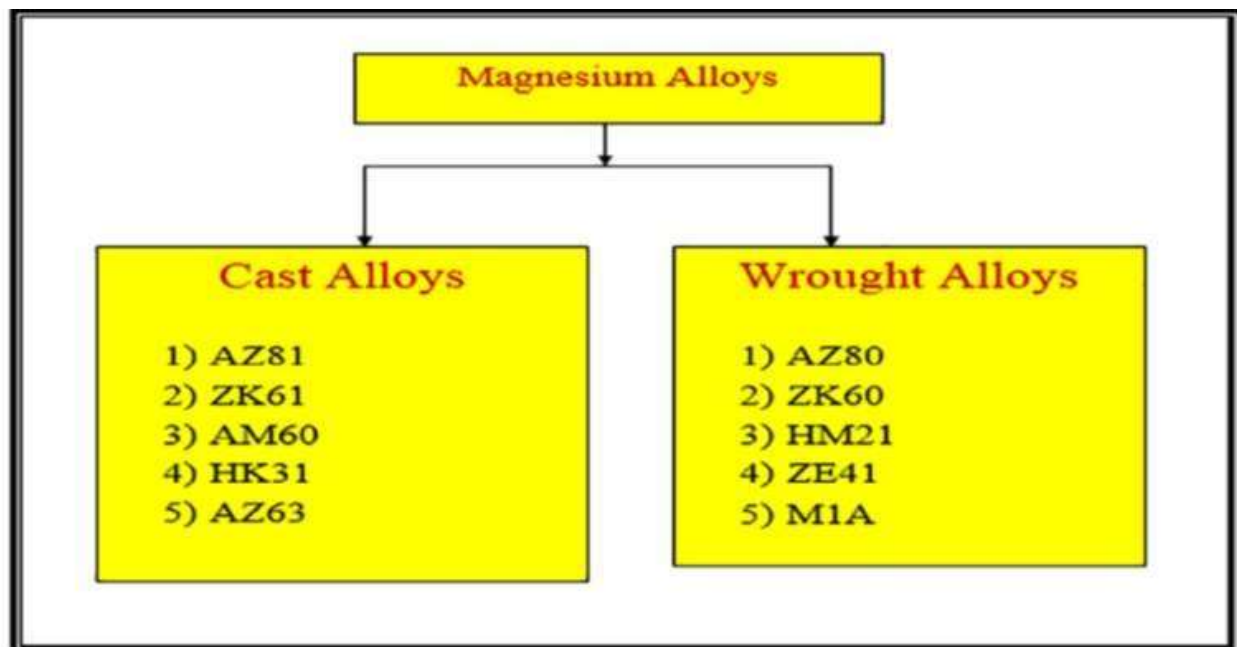 Magnesium Alloys
Cast Alloys
1) AZ81
2) ZK61
3) AM60
4) HK31
5) AZ63
Wrought Alloys
1) AZ80
2) ZK60
3) HM21
4) ZE41
5) M1A